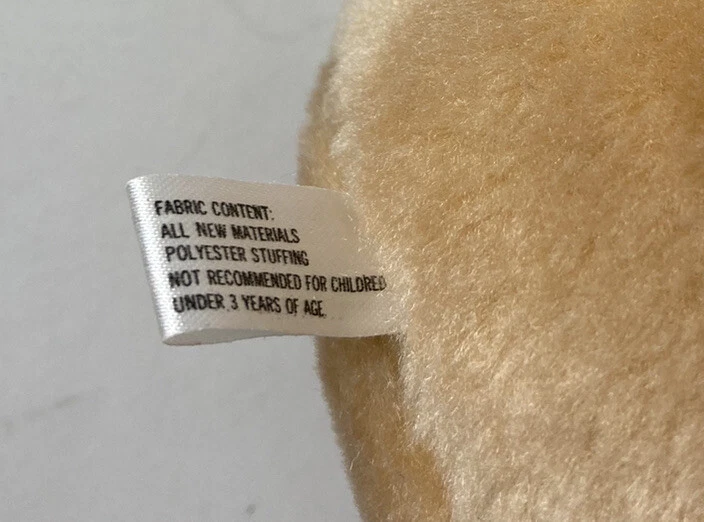 FABRIC CONTENT:
ALL NEW MATERIALS
POLYESTER STUFFING
NOT RECOMMENDED FOR CHILDREN
UNDER 3 YEARS OF AGE